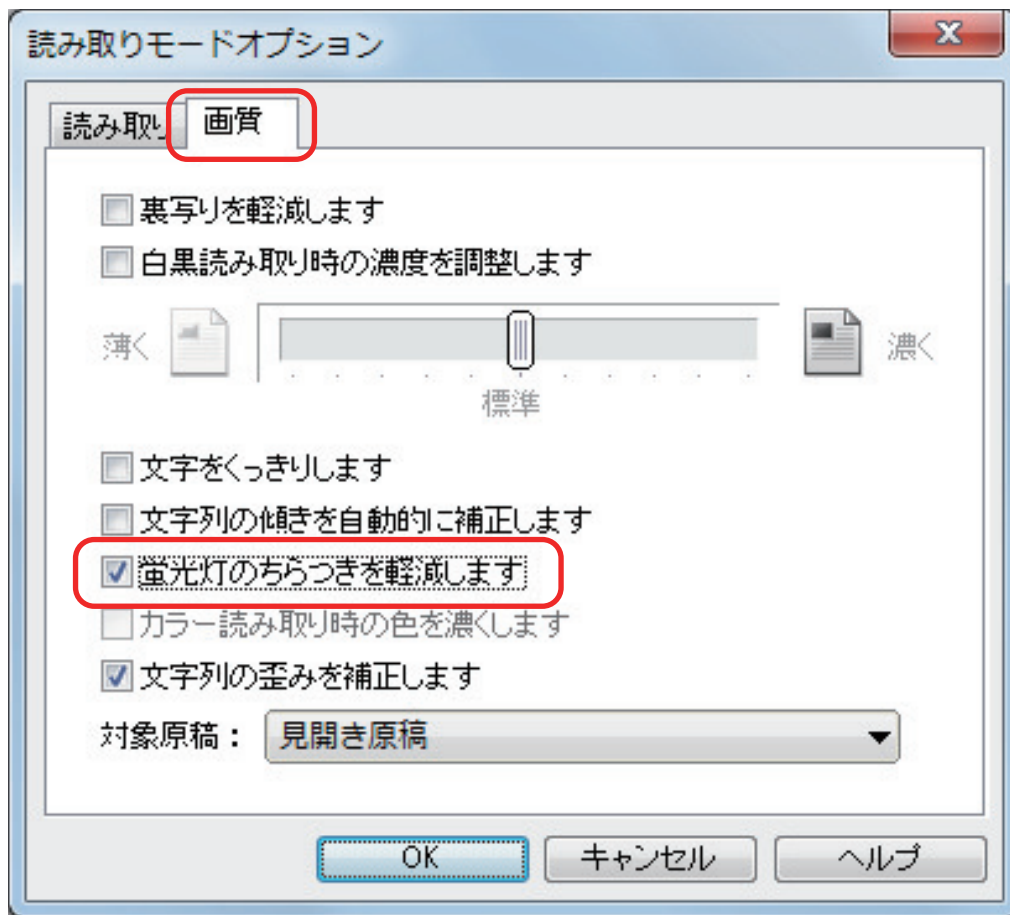 読み取りモードオプション
読み取り 画質
裏写りを軽減します
白黒読み取り時の濃度を調整します
薄く 濃く
標準
文字をくっきりします
文字列の傾きを自動的に補正します
蛍光灯のちらつきを軽減します
カラー読み取り時の色を濃くします
文字列の歪みを補正します
対象原稿： 見開き原稿
OK キャンセル ヘルプ